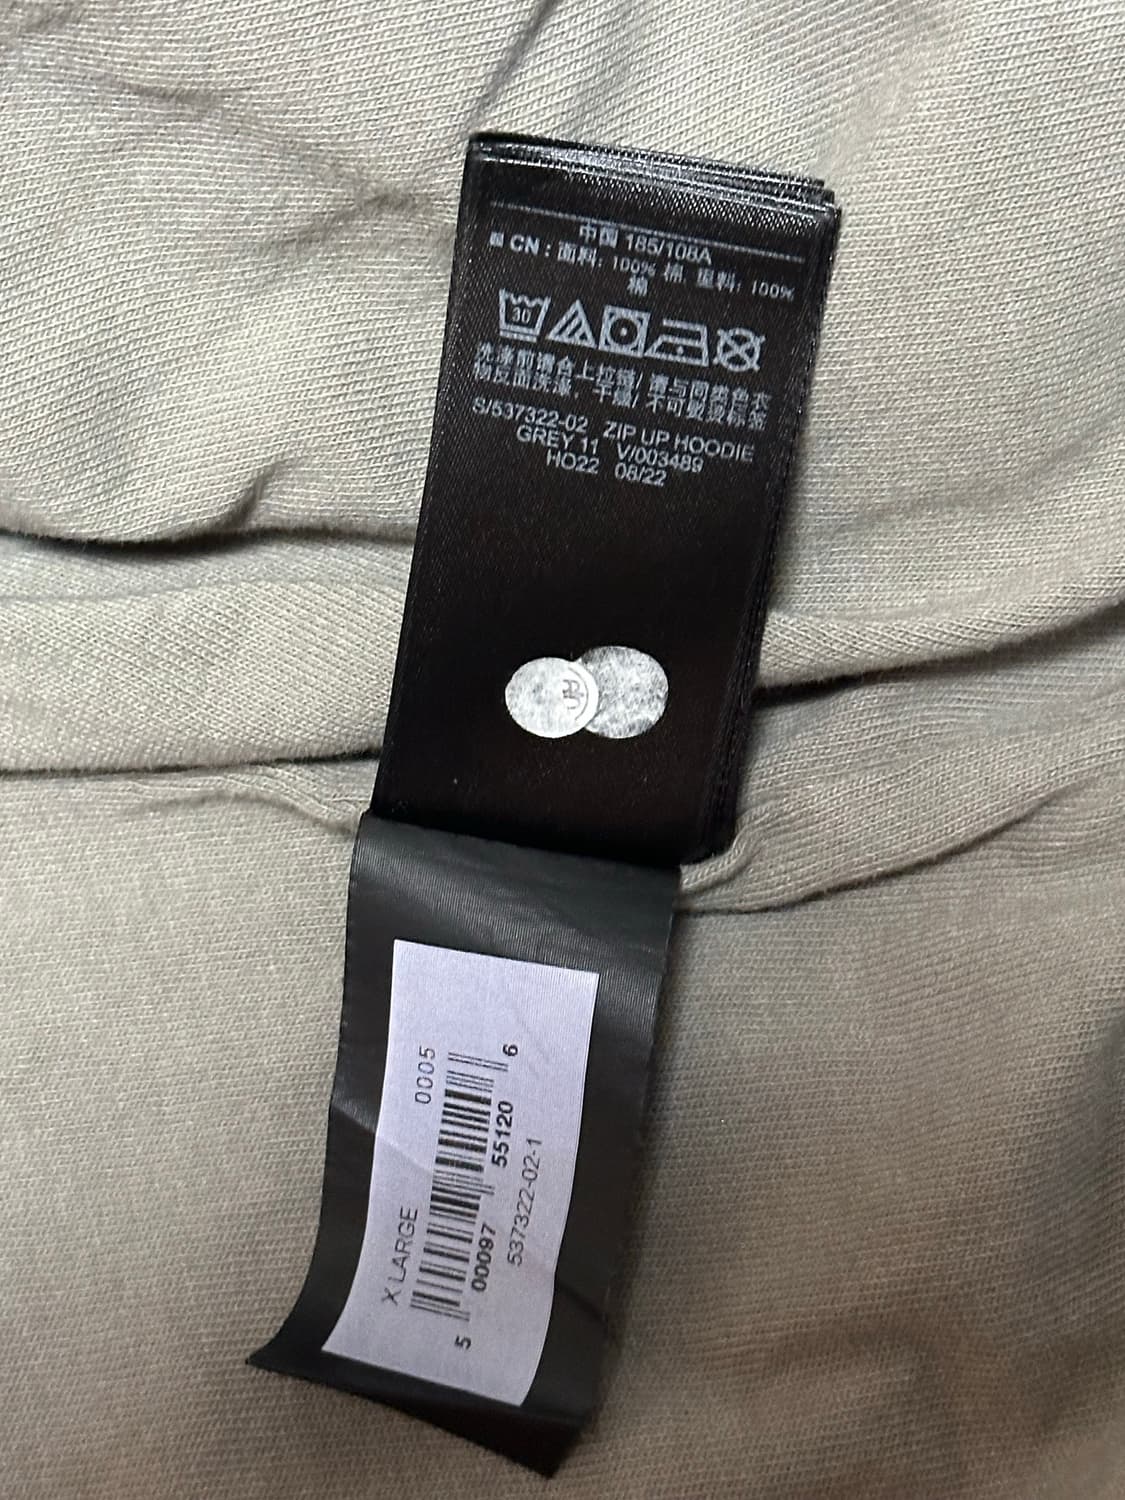 中国 185/108A
CN : 面料: 100% 棉, 里料: 100%
棉
30
洗涤前请合上拉链/ 请与同类色衣
物反面洗涤、干燥/ 不可熨烫标签
S/537322-02 ZIP UP HOODIE
GREY 11 V/003489
HO22 08/22
X LARGE 0005
5 00097 55120 6
537322-02-1